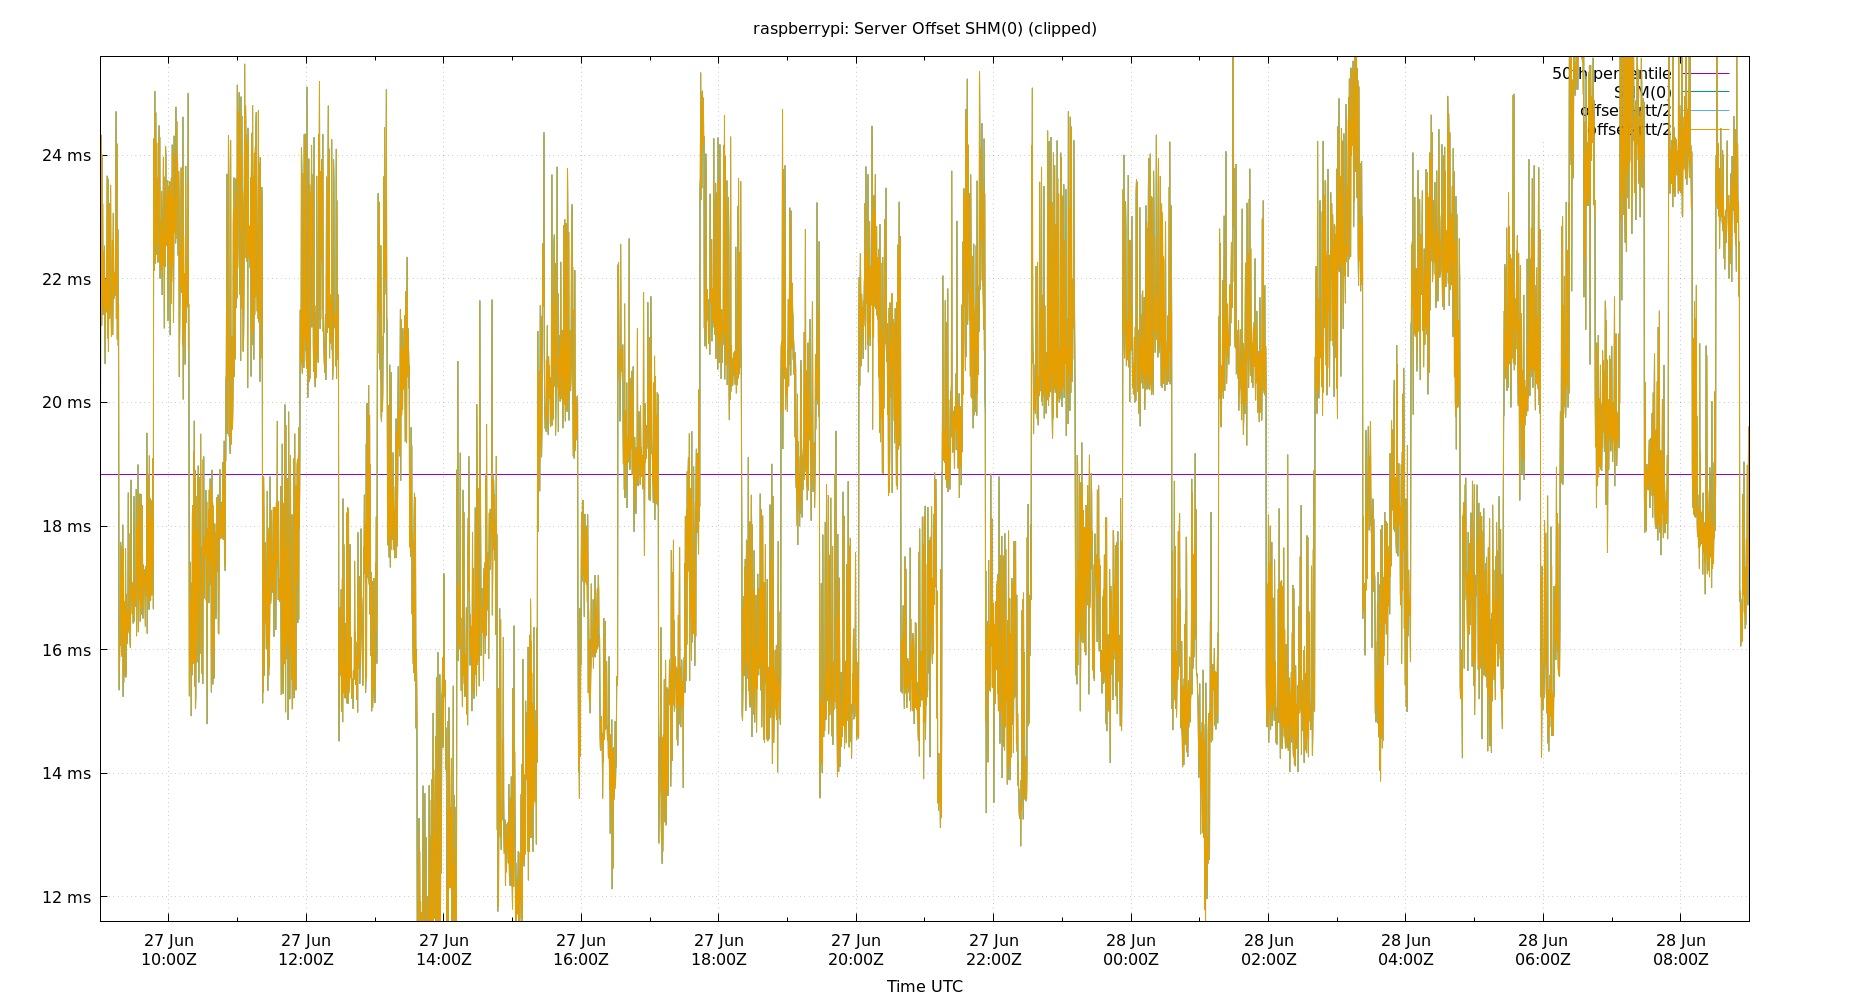 raspberrypi: Server Offset SHM(0) (clipped)
50th percentile
SHM(0)
24 ms
22 ms
20 ms
18 ms
16 ms
14 ms
12 ms
27 Jun 27 Jun 27 Jun 27 Jun 27 Jun 27 Jun 27 Jun 28 Jun 28 Jun 28 Jun 28 Jun 28 Jun
10:00Z 12:00Z 14:00Z 16:00Z 18:00Z 20:00Z 22:00Z 00:00Z 02:00Z 04:00Z 06:00Z 08:00Z
Time UTC